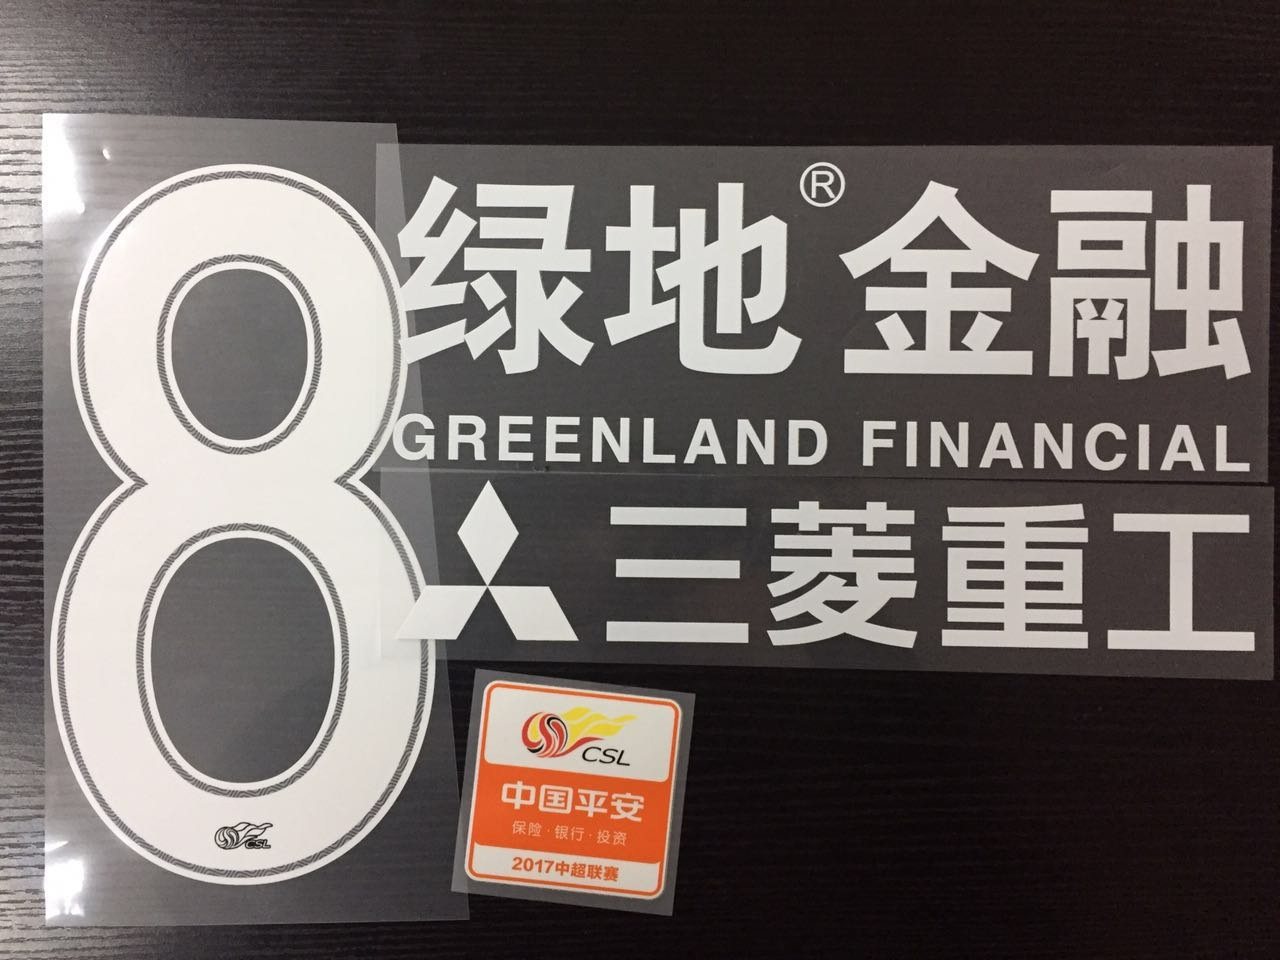 8
CSL
绿地®金融
GREENLAND FINANCIAL
三菱重工
CSL
中国平安
保险·银行·投资
2017中超联赛